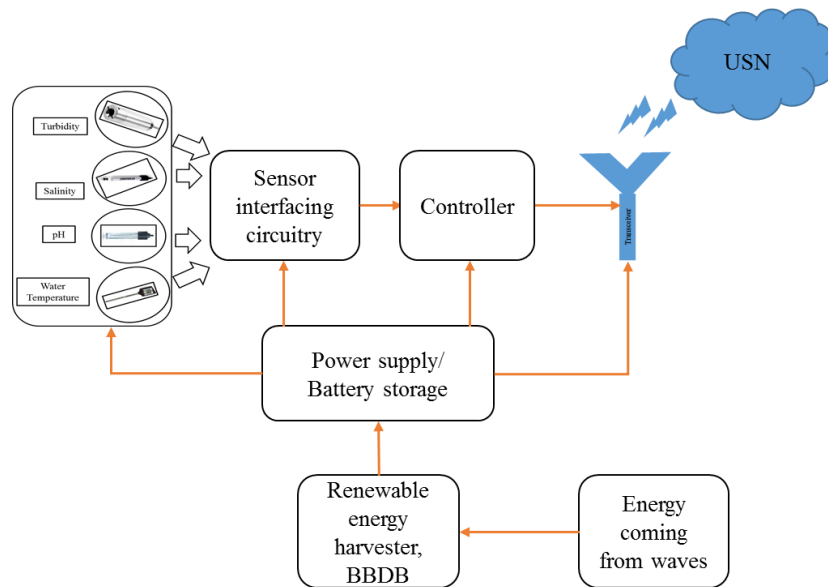 USN
Turbidity
Salinity
pH
Water
Temperature
Sensor
interfacing
circuitry
Controller
Transceiver
Power supply/
Battery storage
Renewable
energy
harvester,
BBDB
Energy
coming
from waves